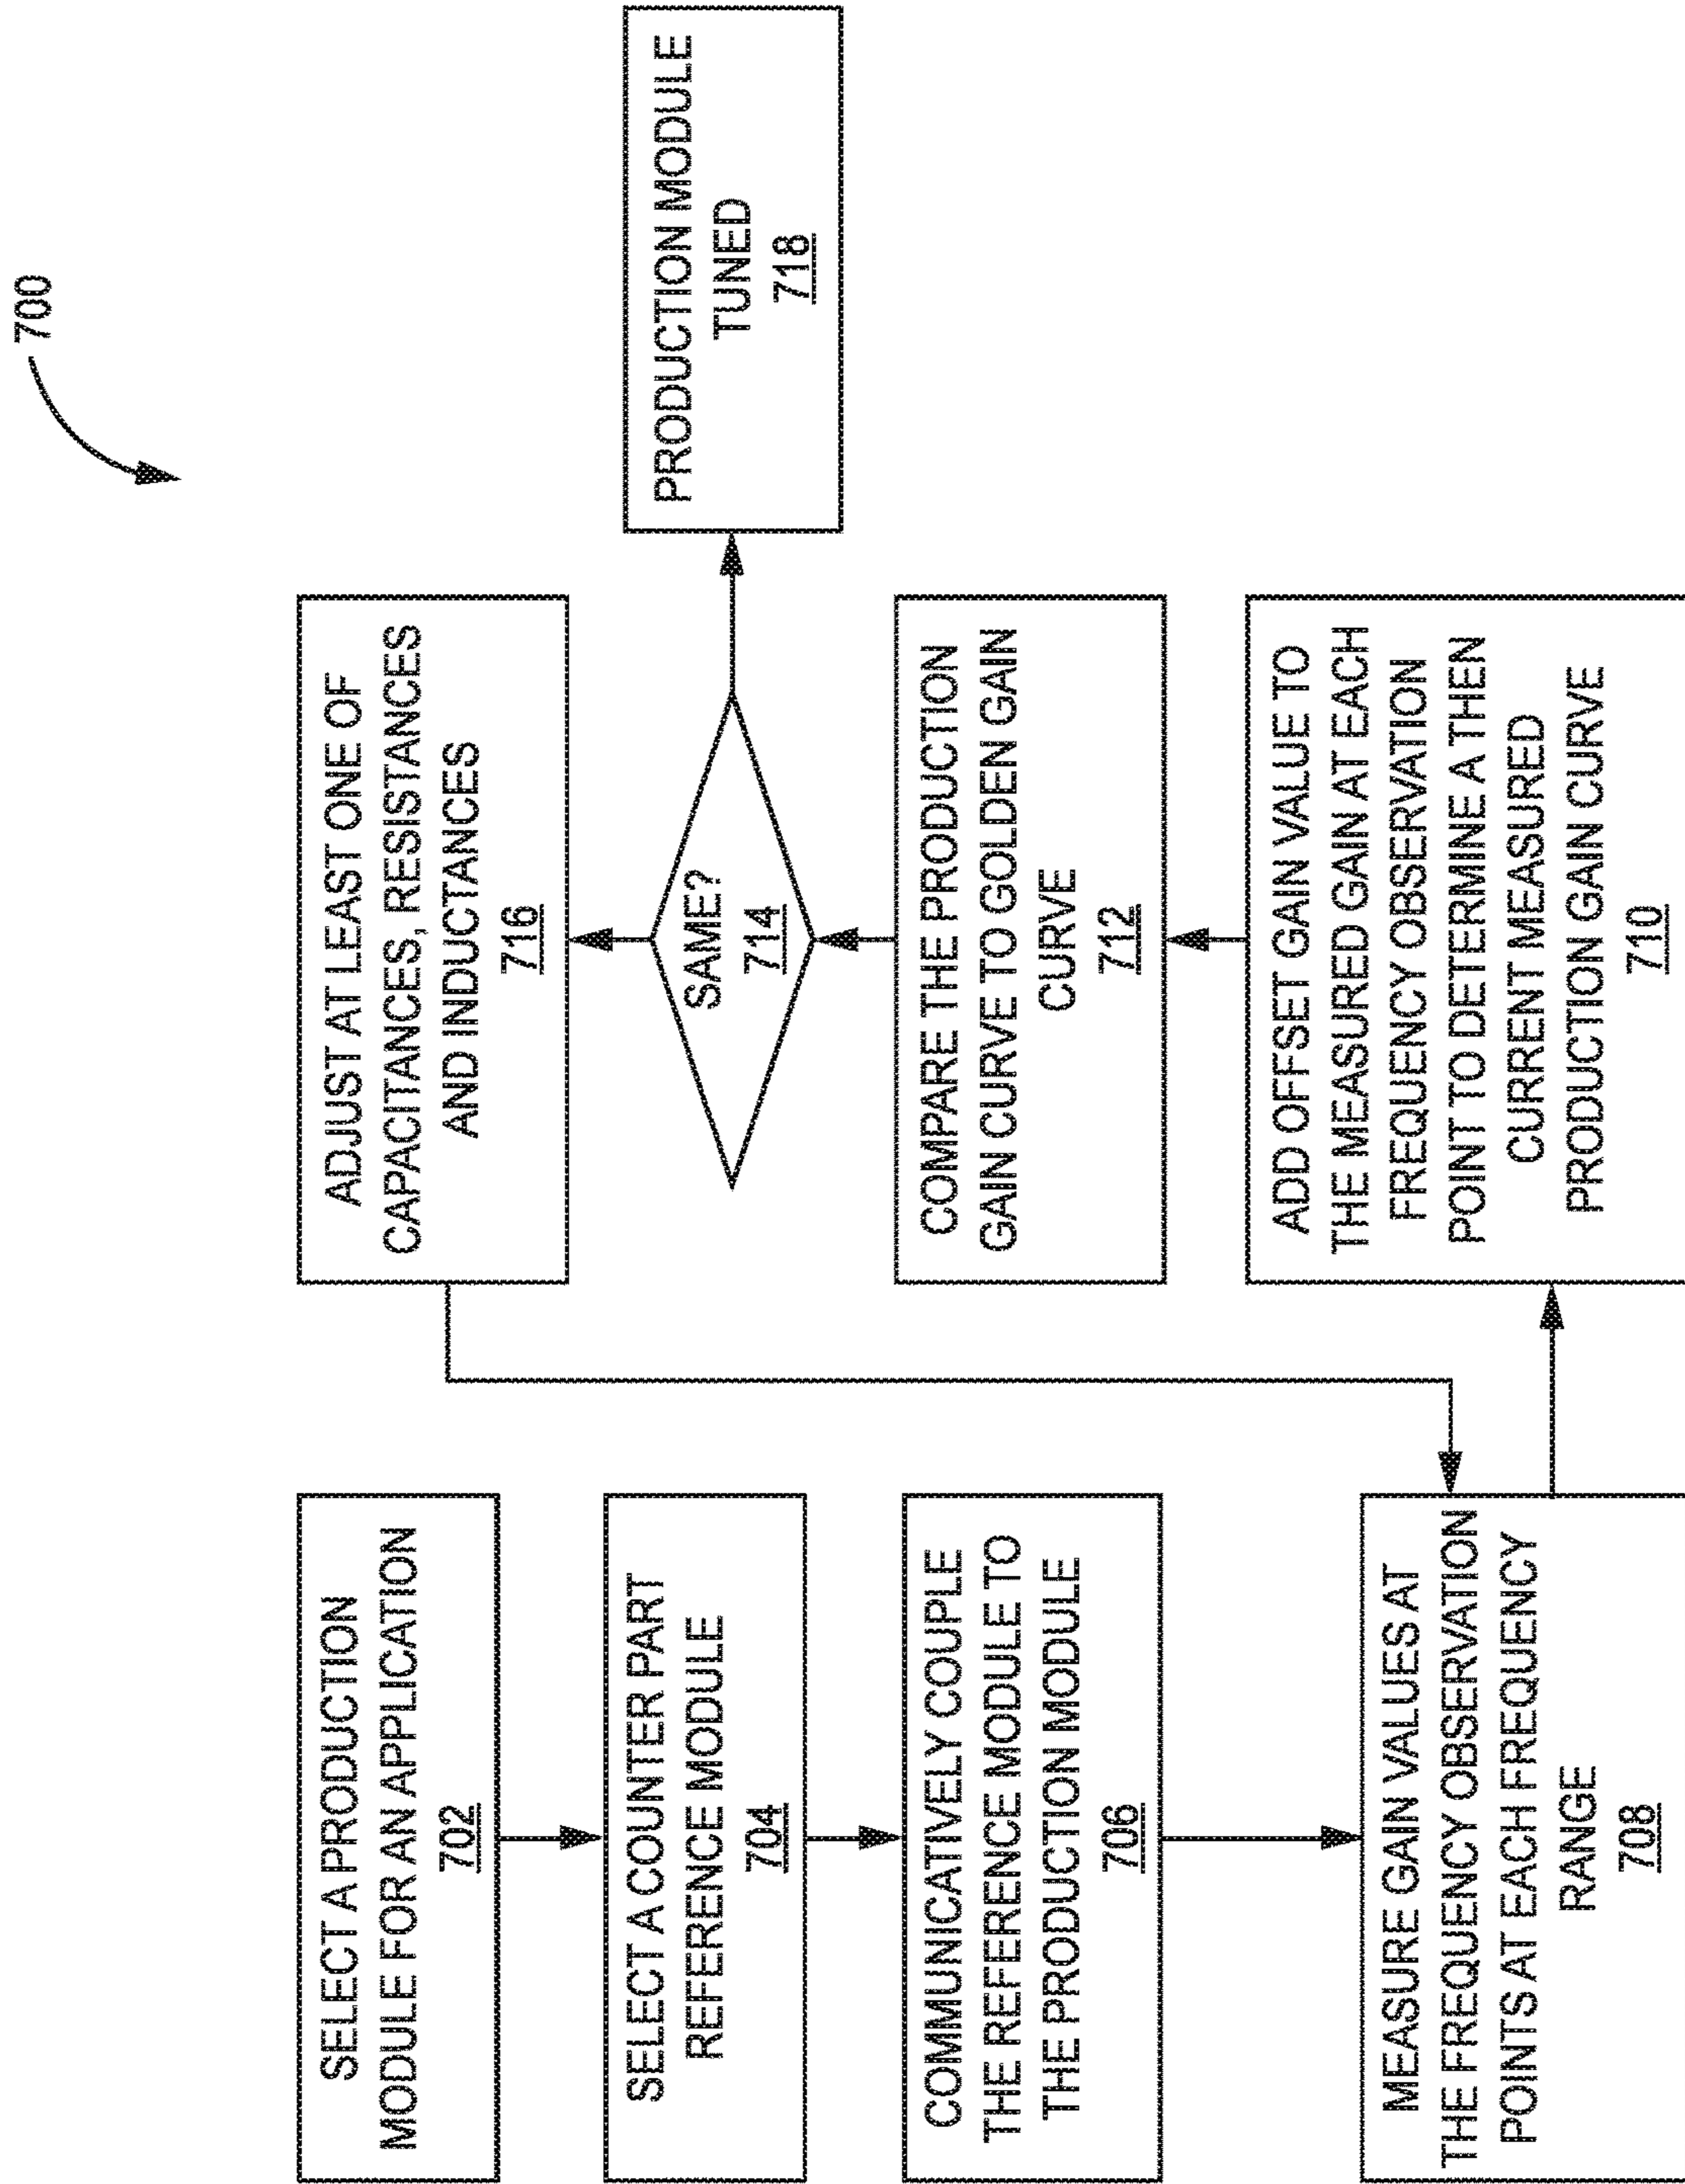 700
SELECT A PRODUCTION
MODULE FOR AN APPLICATION
702
SELECT A COUNTER PART
REFERENCE MODULE
704
COMMUNICATIVELY COUPLE
THE REFERENCE MODULE TO
THE PRODUCTION MODULE
706
MEASURE GAIN VALUES AT
THE FREQUENCY OBSERVATION
POINTS AT EACH FREQUENCY
RANGE
708
ADD OFFSET GAIN VALUE TO
THE MEASURED GAIN AT EACH
FREQUENCY OBSERVATION
POINT TO DETERMINE A THEN
CURRENT MEASURED
PRODUCTION GAIN CURVE
710
COMPARE THE PRODUCTION
GAIN CURVE TO GOLDEN GAIN
CURVE
712
SAME?
714
ADJUST AT LEAST ONE OF
CAPACITANCES, RESISTANCES
AND INDUCTANCES
716
PRODUCTION MODULE
TUNED
718